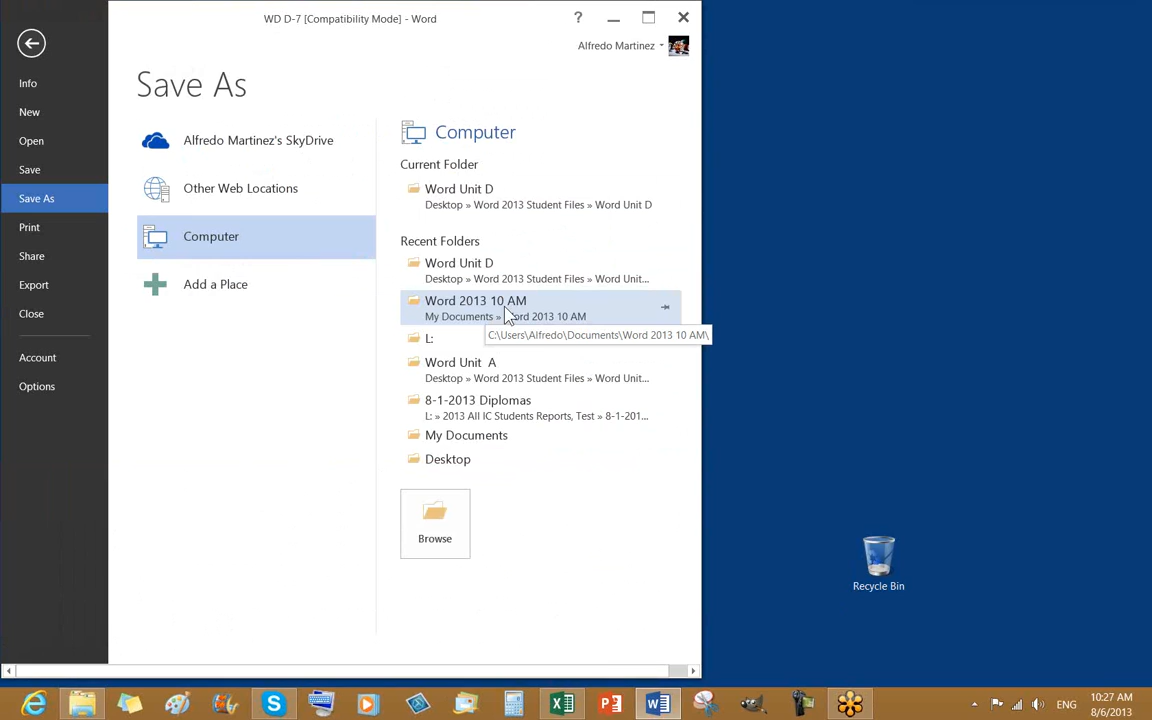 WD D-7 [Compatibility Mode] - Word
?
Alfredo Martinez
Info
New
Open
Save
Save As
Print
Share
Export
Close
Account
Options
Save As
Alfredo Martinez's SkyDrive
Other Web Locations
Computer
Add a Place
Computer
Current Folder
Word Unit D
Desktop » Word 2013 Student Files » Word Unit D
Recent Folders
Word Unit D
Desktop » Word 2013 Student Files » Word Unit...
Word 2013 10 AM
My Documents » Word 2013 10 AM
C:\Users\Alfredo\Documents\Word 2013 10 AM\
L:
Word Unit A
Desktop » Word 2013 Student Files » Word Unit...
8-1-2013 Diplomas
L: » 2013 All IC Students Reports, Test » 8-1-201...
My Documents
Desktop
Browse
Recycle Bin
ENG
10:27 AM
8/6/2013